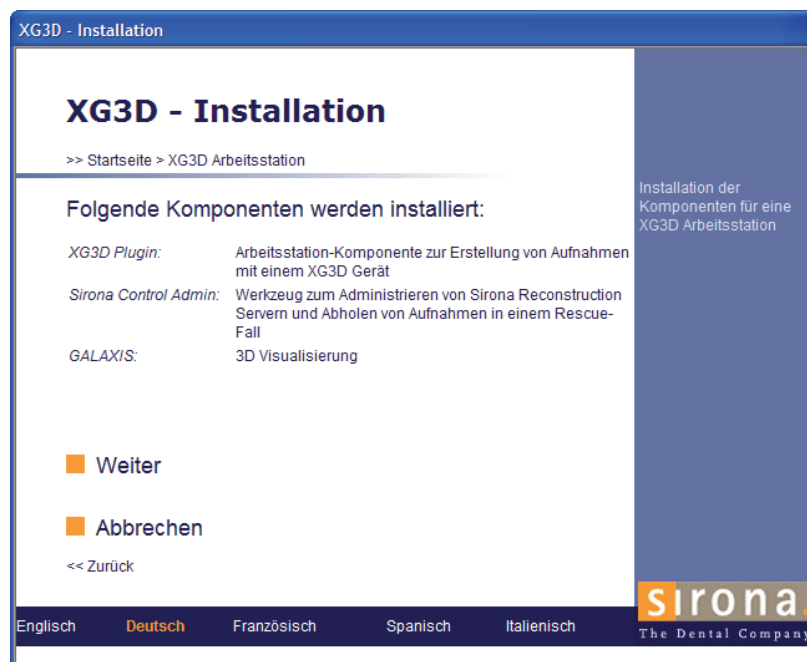 XG3D - Installation
XG3D - Installation
>> Startseite > XG3D Arbeitsstation
Folgende Komponenten werden installiert:
XG3D Plugin: Arbeitsstation-Komponente zur Erstellung von Aufnahmen
mit einem XG3D Gerät
Sirona Control Admin: Werkzeug zum Administrieren von Sirona Reconstruction
Servern und Abholen von Aufnahmen in einem Rescue-
Fall
GALAXIS: 3D Visualisierung
Weiter
Abbrechen
<< Zurück
Installation der
Komponenten für eine
XG3D Arbeitsstation
sirona.
The Dental Company
Englisch Deutsch Französisch Spanisch Italienisch